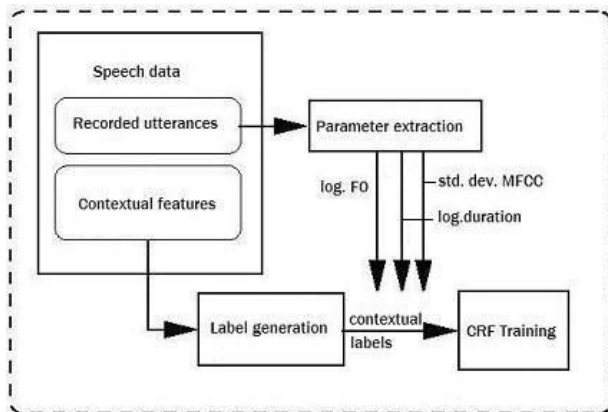 Speech data
Recorded utterances
Parameter extraction
log. FO
std. dev. MFCC
Contextual features
log.duration
Label generation
contextual
labels
CRF Training